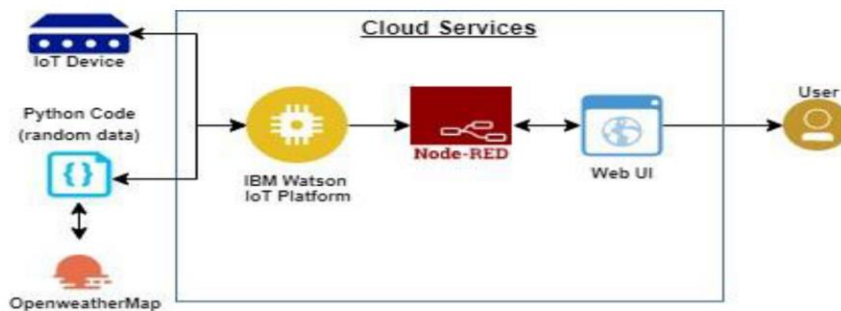 Cloud Services
IoT Device
Python Code
(random data)
{}
IBM Watson
IoT Platform
Node-RED
Web UI
User
OpenweatherMap